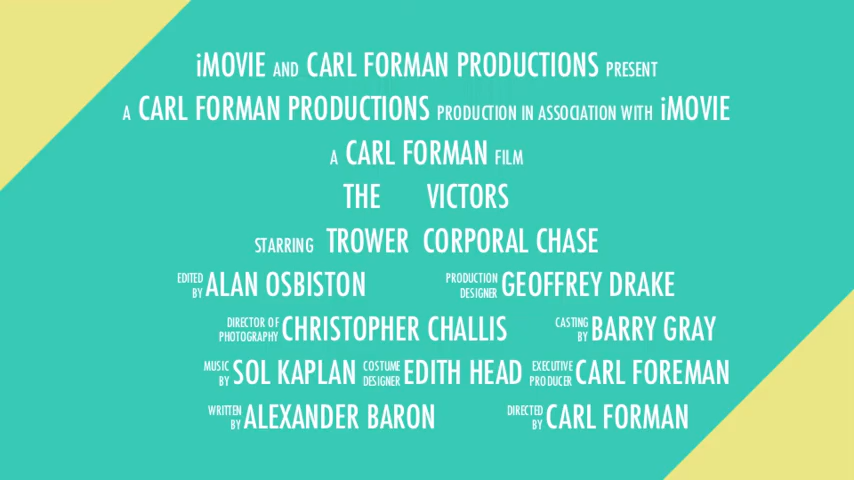 iMOVIE AND CARL FORMAN PRODUCTIONS PRESENT
A CARL FORMAN PRODUCTIONS PRODUCTION IN ASSOCIATION WITH iMOVIE
A CARL FORMAN FILM
THE VICTORS
STARRING TROWER CORPORAL CHASE
EDITED BY ALAN OSBISTON PRODUCTION DESIGNER GEOFFREY DRAKE
DIRECTOR OF PHOTOGRAPHY CHRISTOPHER CHALLIS CASTING BY BARRY GRAY
MUSIC BY SOL KAPLAN COSTUME DESIGNER EDITH HEAD EXECUTIVE PRODUCER CARL FOREMAN
WRITTEN BY ALEXANDER BARON DIRECTED BY CARL FORMAN